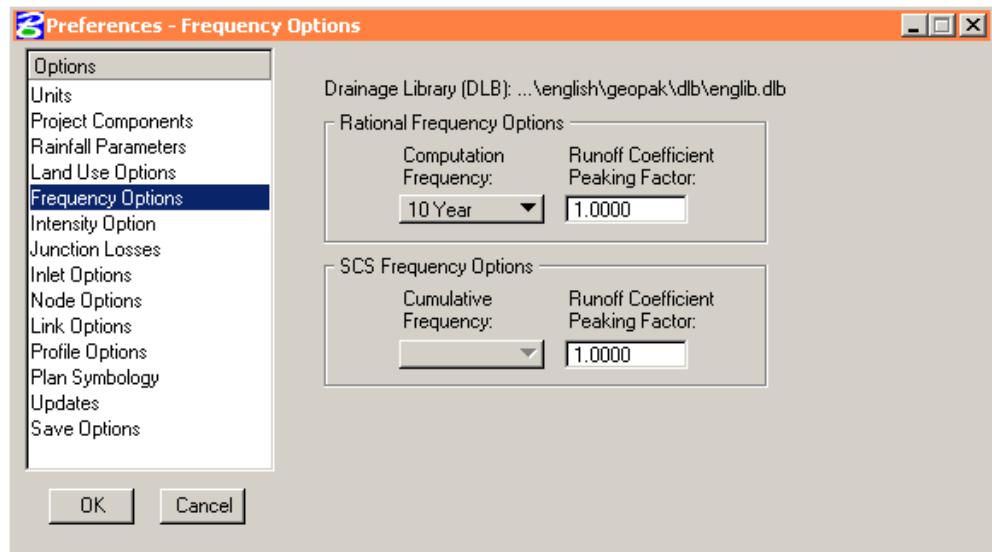 Preferences - Frequency Options
Options
Units
Project Components
Rainfall Parameters
Land Use Options
Frequency Options
Intensity Option
Junction Losses
Inlet Options
Node Options
Link Options
Profile Options
Plan Symbology
Updates
Save Options
OK
Cancel
Drainage Library (DLB): ...\english\geopak\dlb\englib.dlb
Rational Frequency Options
Computation
Frequency:
10 Year
Runoff Coefficient
Peaking Factor:
1.0000
SCS Frequency Options
Cumulative
Frequency:
Runoff Coefficient
Peaking Factor:
1.0000